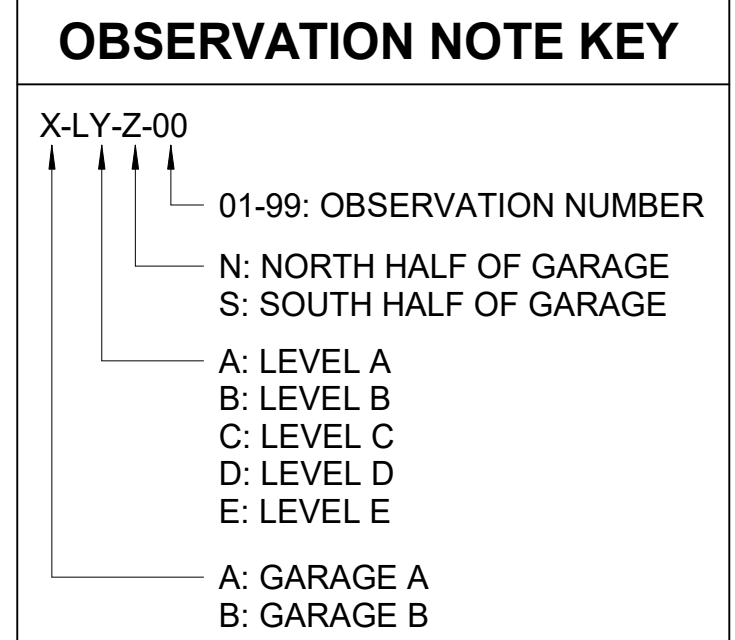 OBSERVATION NOTE KEY
X-LY-Z-00
01-99: OBSERVATION NUMBER
N: NORTH HALF OF GARAGE
S: SOUTH HALF OF GARAGE
A: LEVEL A
B: LEVEL B
C: LEVEL C
D: LEVEL D
E: LEVEL E
A: GARAGE A
B: GARAGE B